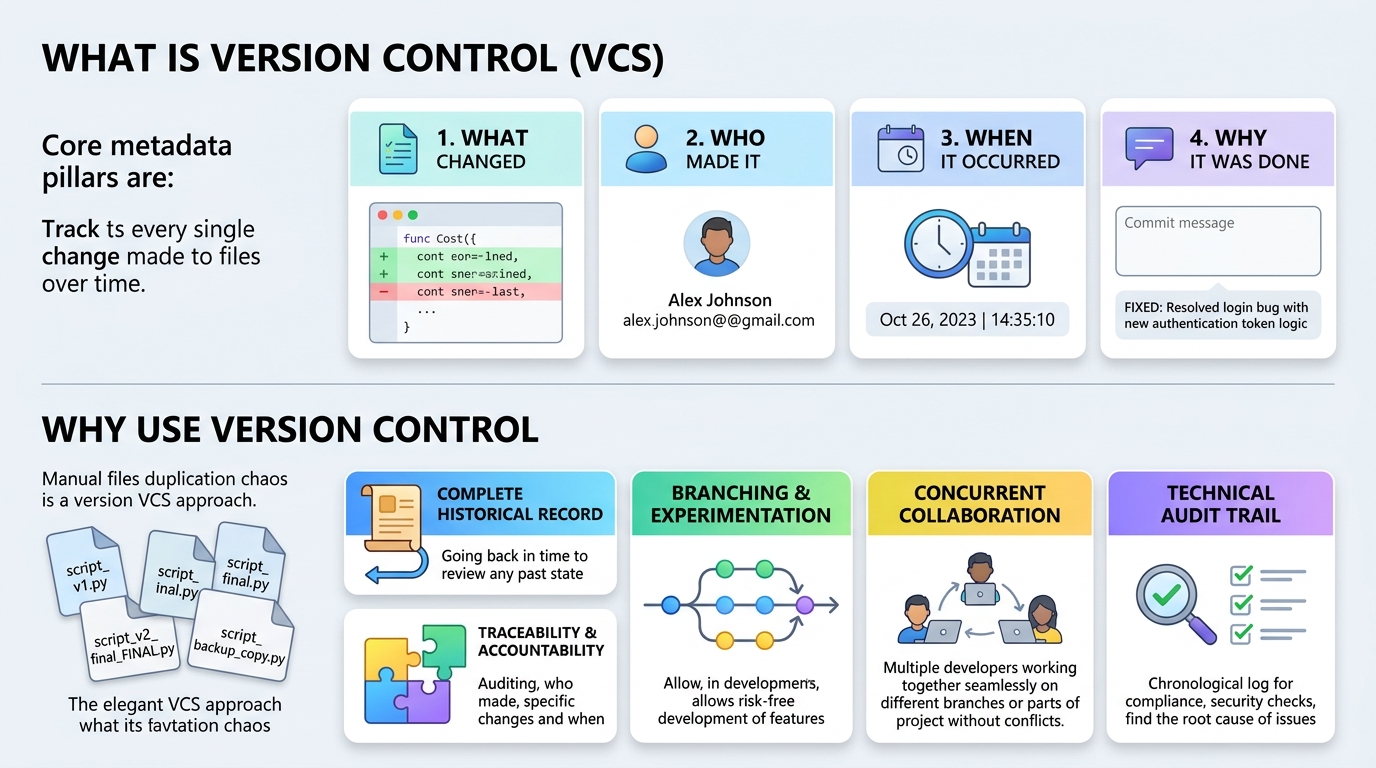 WHAT IS VERSION CONTROL (VCS)
Core metadata
pillars are:
Track ts every single
change made to files
over time.
1. WHAT
CHANGED
func Cost({
+ cont eor=-lned,
+ cont sner=axined,
− cont snen=-last,
...
}
2. WHO
MADE IT
Alex Johnson
alex.johnson@@gmail.com
3. WHEN
IT OCCURRED
Oct 26, 2023 | 14:35:10
4. WHY
IT WAS DONE
Commit message
FIXED: Resolved login bug with
new authentication token logic
WHY USE VERSION CONTROL
Manual files duplication chaos
is a version VCS approach.
script_
v1.py
script_
inal.py
script_
final.py
script_v2_
final_FINAL.py
script_
backup_copy.py
The elegant VCS approach
what its favtation chaos
COMPLETE
HISTORICAL RECORD
Going back in time to
review any past state
TRACEABILITY &
ACCOUNTABILITY
Auditing, who
made, specific
changes and when
BRANCHING &
EXPERIMENTATION
Allow, in developmers,
allows risk-free
development of features
CONCURRENT
COLLABORATION
Multiple developers working
together seamlessly on
different branches or parts of
project without conflicts.
TECHNICAL
AUDIT TRAIL
Chronological log for
compliance, security checks,
find the root cause of issues